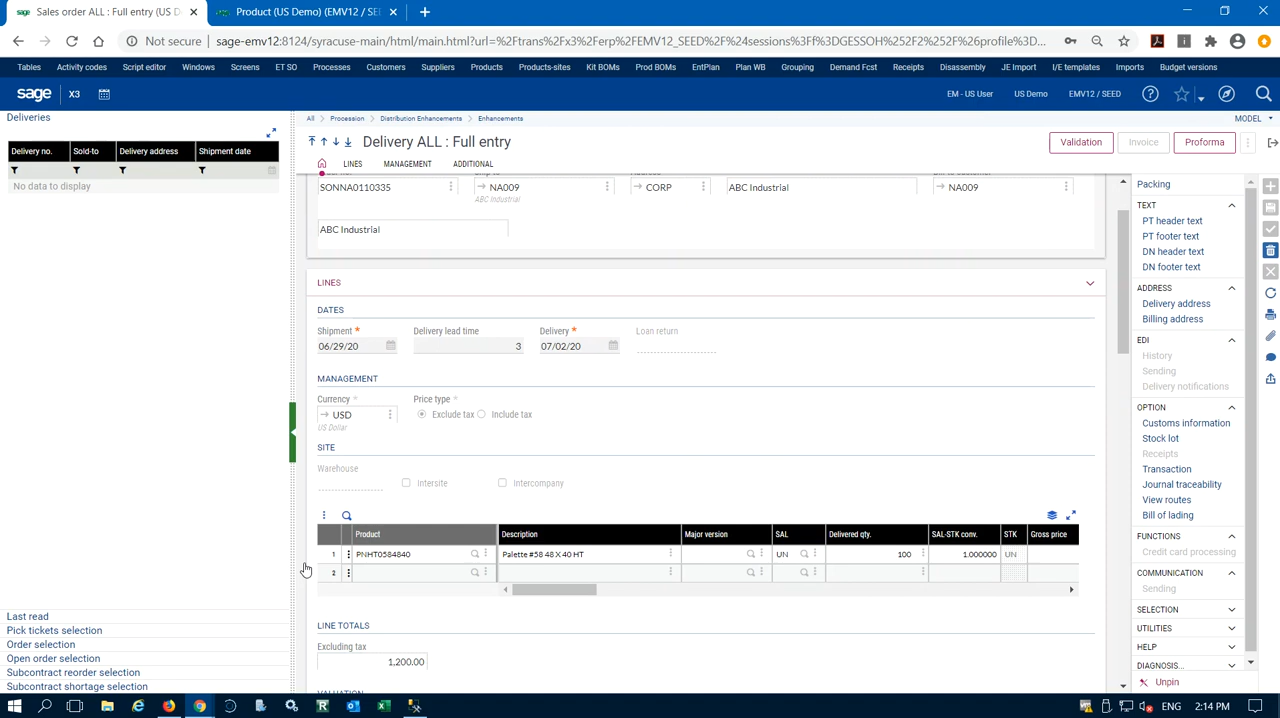 Sales order ALL : Full entry (US D
Product (US Demo) (EMV12 / SEED
Not secure
sage-emv12:8124/syracuse-main/html/main.html?url=%2Ftrans%2Fx3%2Ferp%2FEMV12_SEED%2F%24sessions%3Ff%3DGESSOH%252F2%252F%26profile%3D...
Tables Activity codes Script editor Windows Screens ET SO Processes Customers Suppliers Products Products-sites Kit BOMs Prod BOMs EntPlan Plan WB Grouping Demand Fcst Receipts Disassembly JE Import I/E templates Imports Budget versions
sage X3 EM - US User US Demo EMV12 / SEED
Deliveries
All Procession Distribution Enhancements Enhancements MODEL
Delivery ALL : Full entry
Validation Invoice Proforma
Delivery no. Sold-to Delivery address Shipment date
No data to display
LINES MANAGEMENT ADDITIONAL
SONNA0110335 NA009 CORP ABC Industrial NA009
ABC Industrial
ABC Industrial
LINES
DATES
Shipment * Delivery lead time Delivery * Loan return
06/29/20 3 07/02/20
MANAGEMENT
Currency * Price type *
USD Exclude tax Include tax
US Dollar
SITE
Warehouse
Intersite Intercompany
Product Description Major version SAL Delivered qty. SAL-STK conv. STK Gross price
1 PNHT0584840 Palette #58 48 X 40 HT UN 100 1.000000 UN
2
LINE TOTALS
Excluding tax
1,200.00
Last read
Pick tickets selection
Order selection
Open order selection
Subcontract reorder selection
Subcontract shortage selection
Packing
TEXT
PT header text
PT footer text
DN header text
DN footer text
ADDRESS
Delivery address
Billing address
EDI
History
Sending
Delivery notifications
OPTION
Customs information
Stock lot
Receipts
Transaction
Journal traceability
View routes
Bill of lading
FUNCTIONS
Credit card processing
COMMUNICATION
Sending
SELECTION
UTILITIES
HELP
DIAGNOSIS...
Unpin
2:14 PM